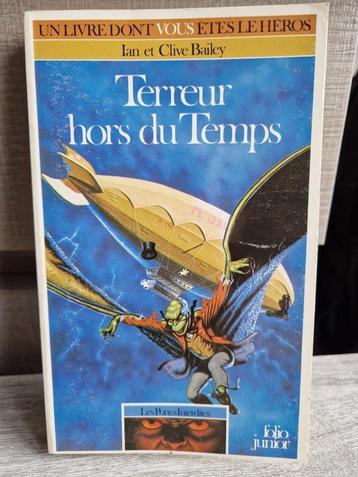 UN LIVRE DONT VOUS ÊTES LE HÉROS
Ian et Clive Bailey
Terreur
hors du Temps
Les Portes Interdites
folio
junior